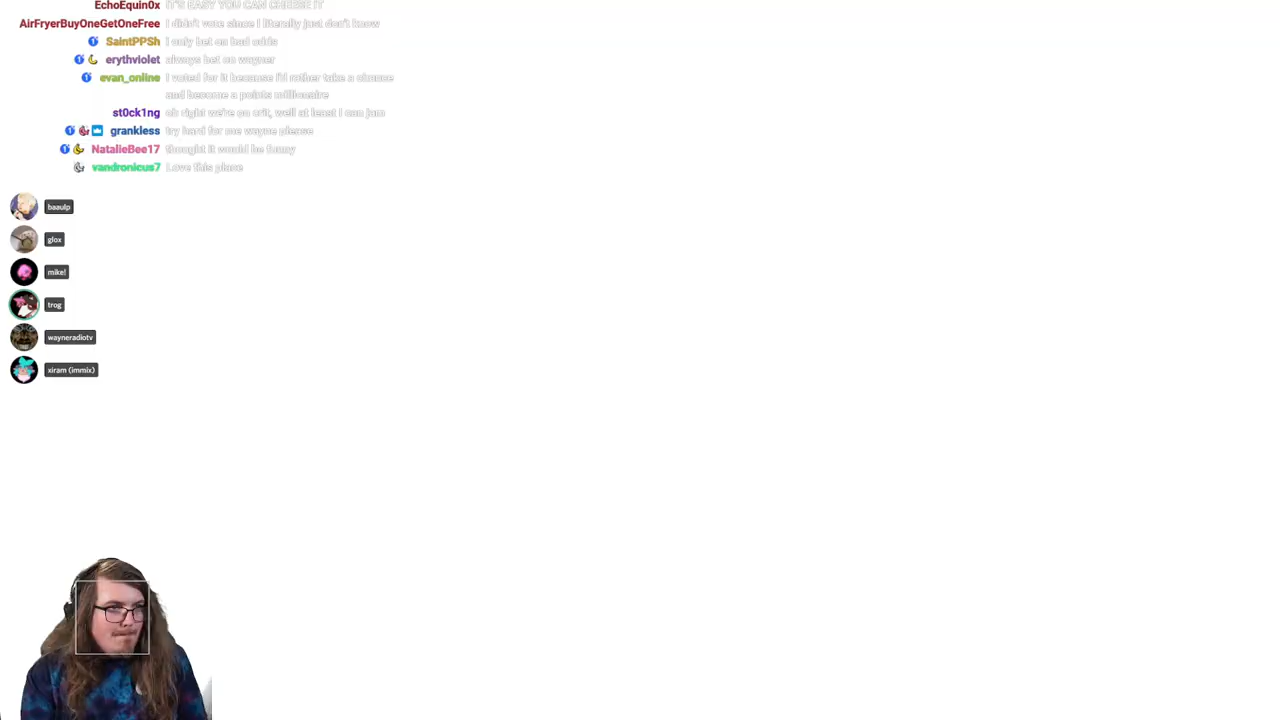 EchoEquin0x IT'S EASY YOU CAN CHEESE IT
AirFryerBuyOneGetOneFree I didn't vote share I literally just don't know
SaintPPSh I only bet on bad odds
erythviolet always bet on wayner
evan_online I voted for it because I'd rather take a chance
and become a points millionaire
st0ck1ng oh right we're on crit, well at least I can jam
grankless try hard for me wayne please
NatalieBee17 thought it would be funny
vandronicus7 I love this place
baaulp
glox
mike!
trog
wayneradiotv
xiram (immix)